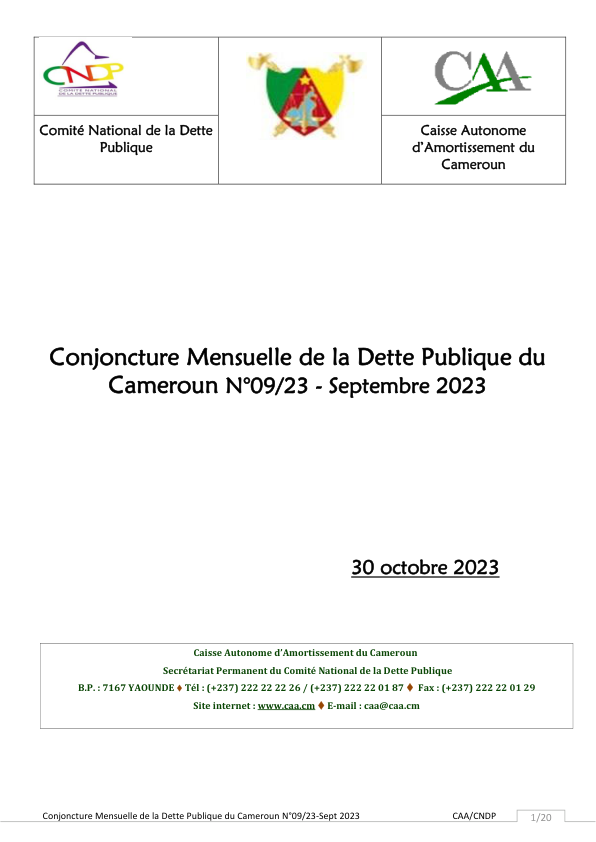 CNDP
COMITÉ NATIONAL
DE LA DETTE PUBLIQUE
CAA
Comité National de la Dette
Publique
Caisse Autonome
d'Amortissement du
Cameroun
Conjoncture Mensuelle de la Dette Publique du
Cameroun N°09/23 - Septembre 2023
30 octobre 2023
Caisse Autonome d'Amortissement du Cameroun
Secrétariat Permanent du Comité National de la Dette Publique
B.P. : 7167 YAOUNDE ♦ Tél : (+237) 222 22 22 26 / (+237) 222 22 01 87 ♦ Fax : (+237) 222 22 01 29
Site internet : www.caa.cm ♦ E-mail : caa@caa.cm
Conjoncture Mensuelle de la Dette Publique du Cameroun N°09/23-Sept 2023 CAA/CNDP 1/20